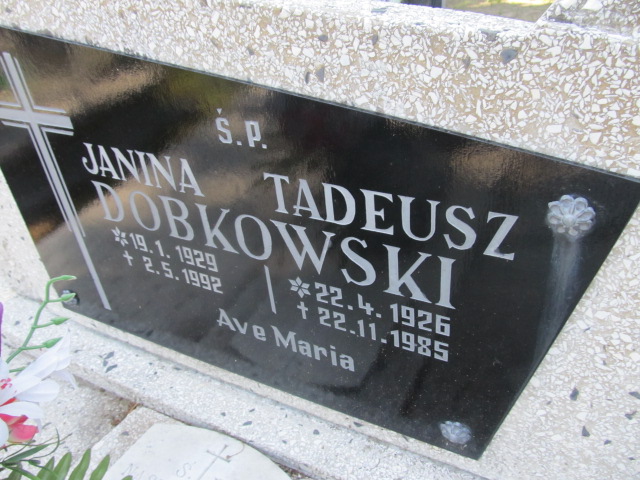 Ś.P.
JANINA TADEUSZ
DOBKOWSKI
*19.1.1929 *22.4.1926
+2.5.1992 +22.11.1985
Ave Maria